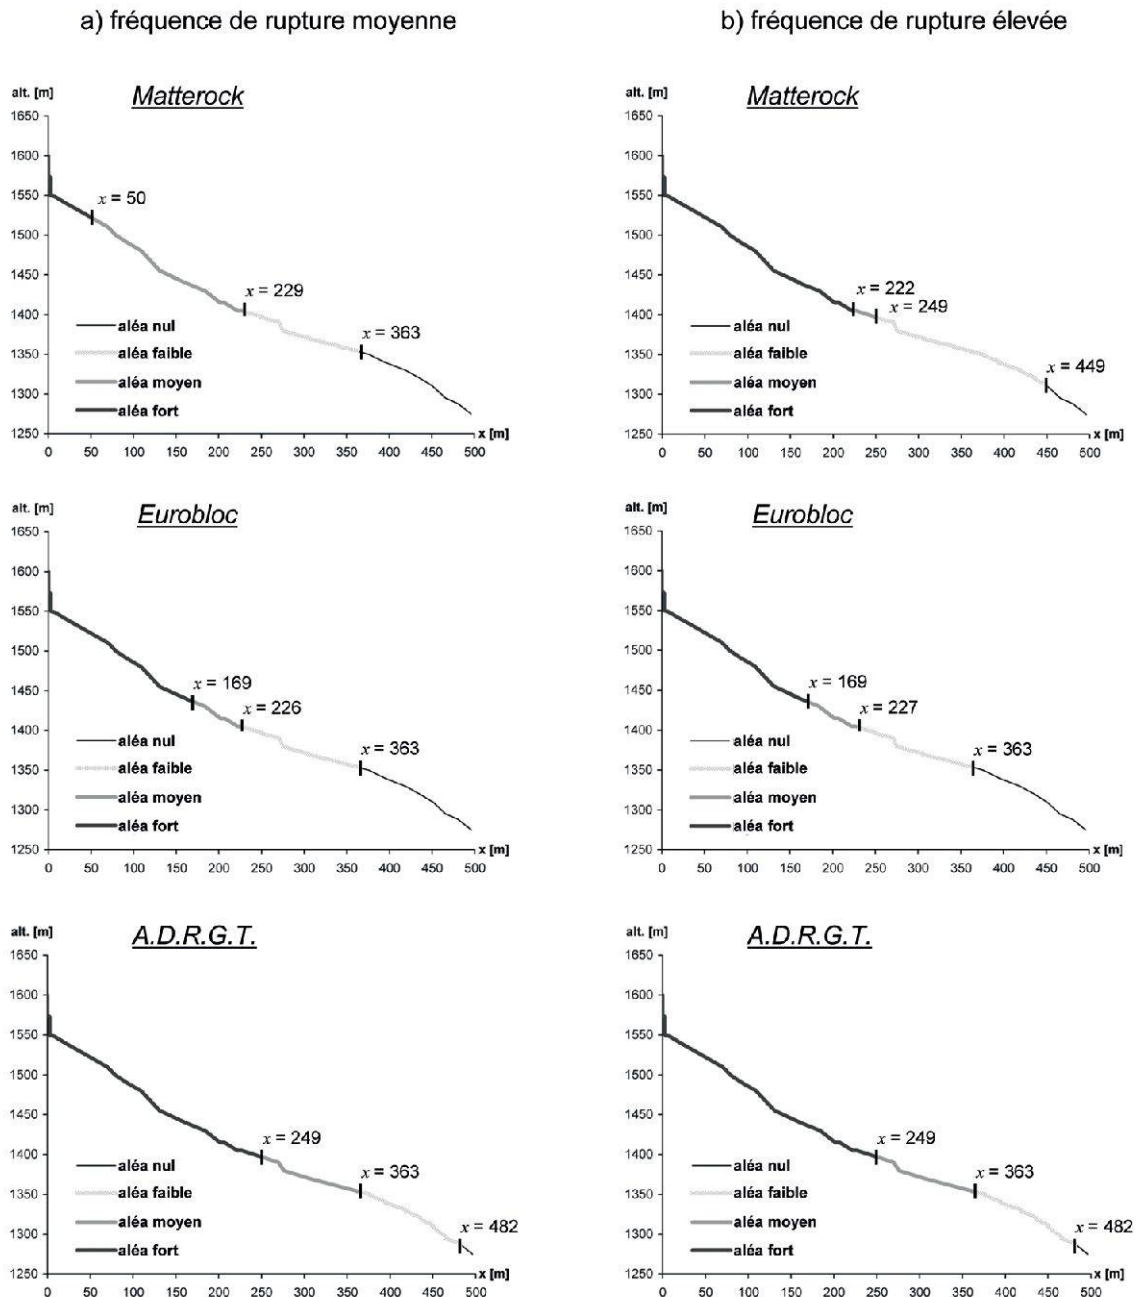 a) fréquence de rupture moyenne
b) fréquence de rupture élevée
alt. [m]
Matterock
1650
1600
1550
1500
1450
1400
1350
1300
1250
x = 50
x = 229
x = 363
aléa nul
aléa faible
aléa moyen
aléa fort
x [m]
0 50 100 150 200 250 300 350 400 450 500
alt. [m]
Matterock
1650
1600
1550
1500
1450
1400
1350
1300
1250
x = 222
x = 249
x = 449
aléa nul
aléa faible
aléa moyen
aléa fort
x [m]
0 50 100 150 200 250 300 350 400 450 500
alt. [m]
Eurobloc
1650
1600
1550
1500
1450
1400
1350
1300
1250
x = 169
x = 226
x = 363
aléa nul
aléa faible
aléa moyen
aléa fort
x [m]
0 50 100 150 200 250 300 350 400 450 500
alt. [m]
Eurobloc
1650
1600
1550
1500
1450
1400
1350
1300
1250
x = 169
x = 227
x = 363
aléa nul
aléa faible
aléa moyen
aléa fort
x [m]
0 50 100 150 200 250 300 350 400 450 500
alt. [m]
A.D.R.G.T.
1650
1600
1550
1500
1450
1400
1350
1300
1250
x = 249
x = 363
x = 482
aléa nul
aléa faible
aléa moyen
aléa fort
x [m]
0 50 100 150 200 250 300 350 400 450 500
alt. [m]
A.D.R.G.T.
1650
1600
1550
1500
1450
1400
1350
1300
1250
x = 249
x = 363
x = 482
aléa nul
aléa faible
aléa moyen
aléa fort
x [m]
0 50 100 150 200 250 300 350 400 450 500